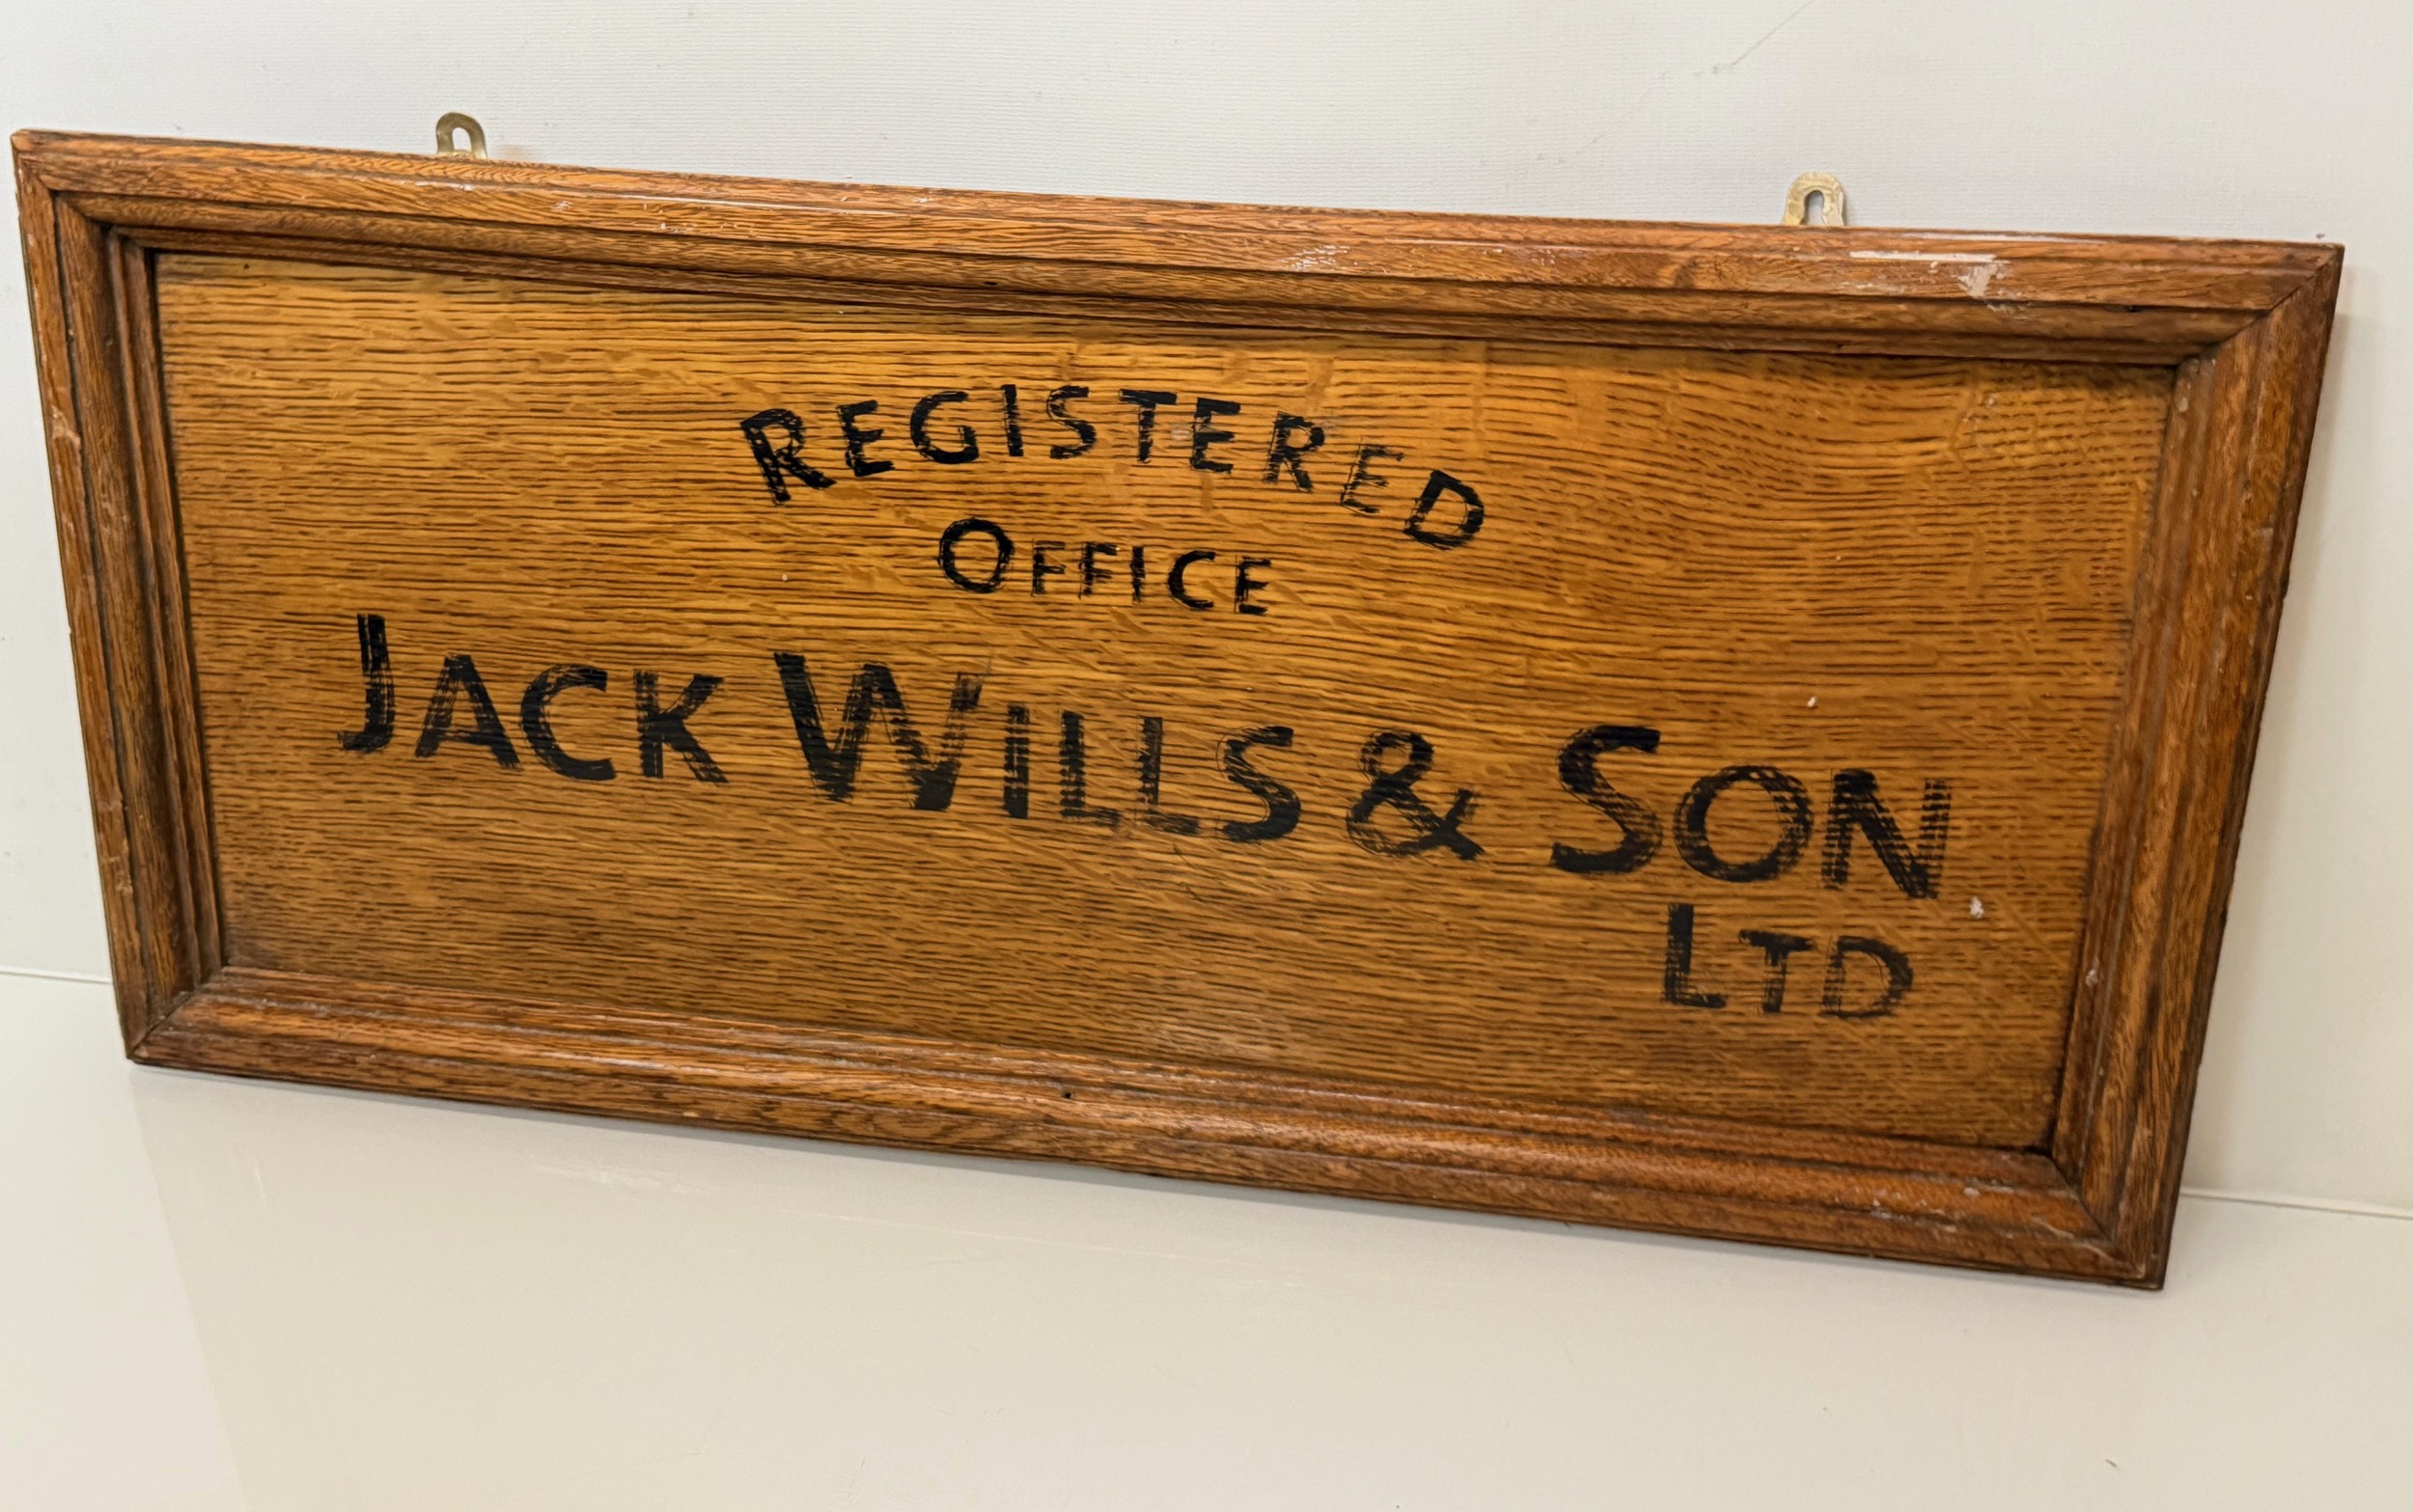 REGISTERED
OFFICE
JACK WILLS & SON
LTD